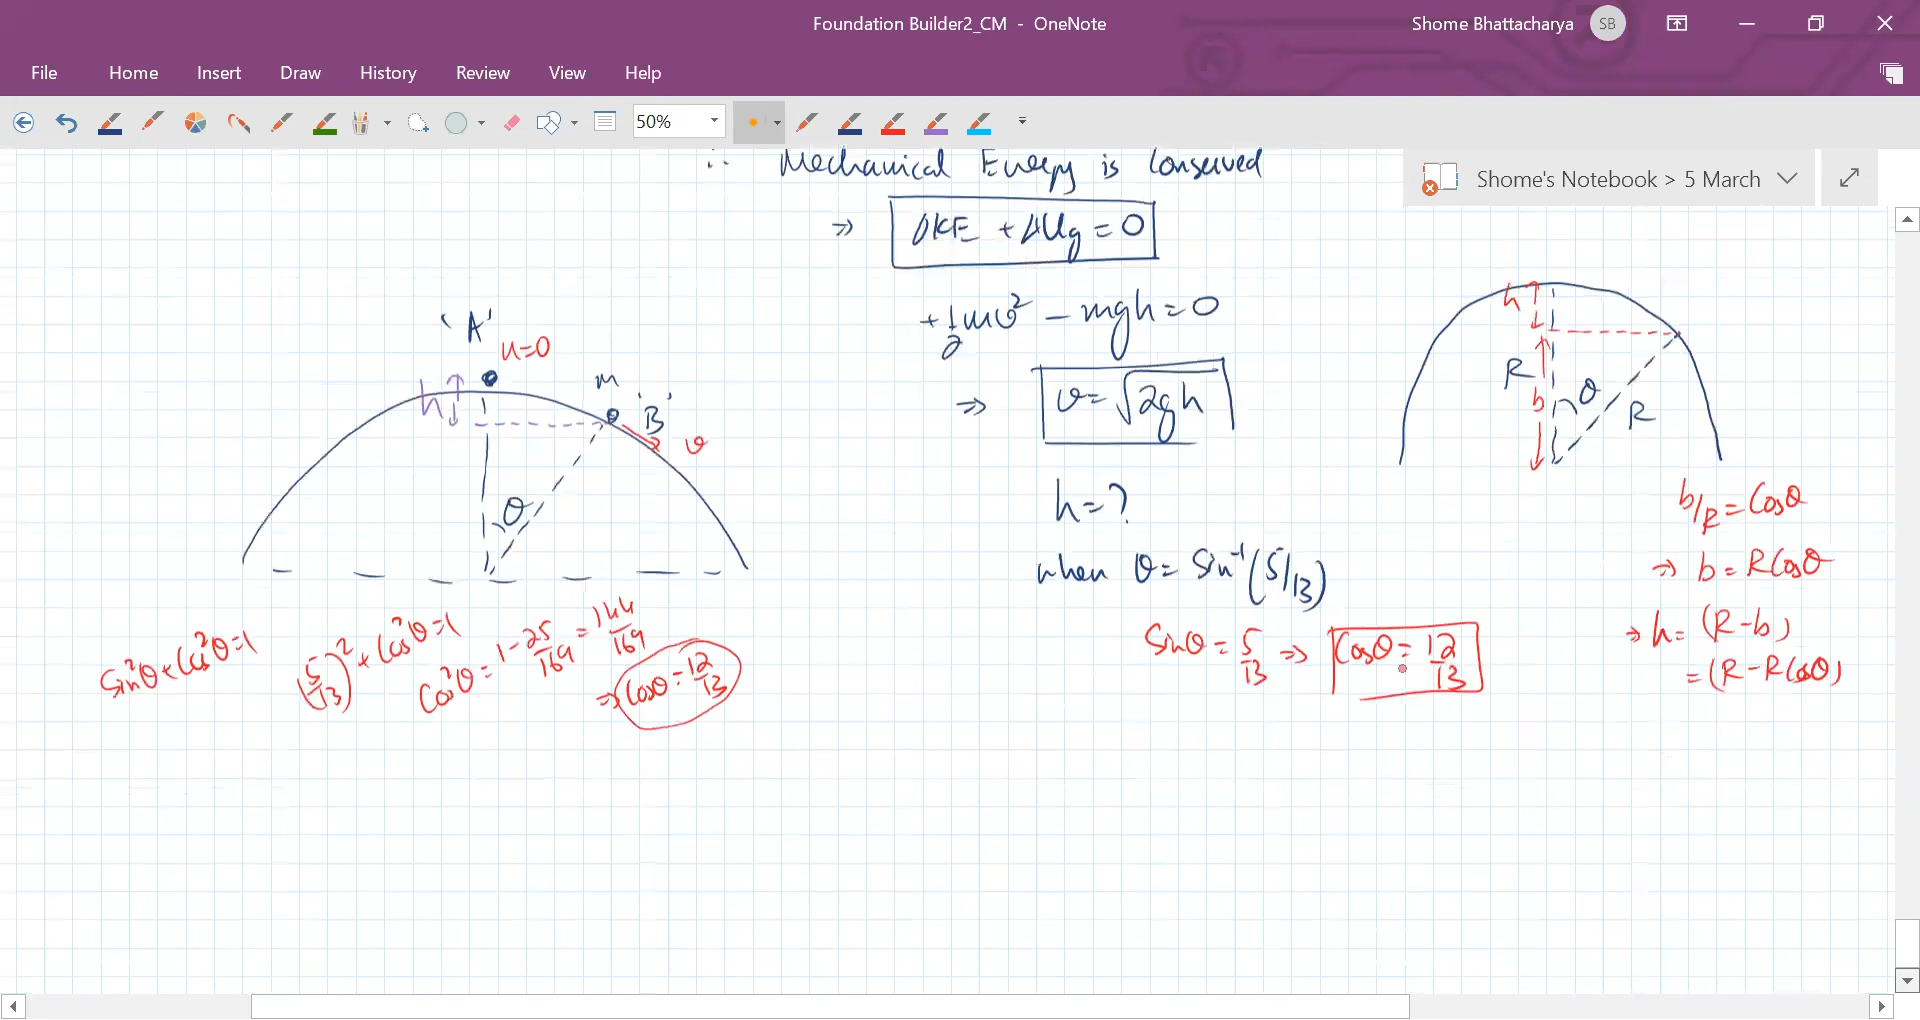 Foundation Builder2_CM - OneNote
Shome Bhattacharya SB
File Home Insert Draw History Review View Help
50%
Shome's Notebook > 5 March
∴ Mechanical Energy is Conserved
⇒ ΔKE + ΔUg = 0
+½mv² - mgh = 0
⇒ v = √2gh
h = ?
when θ = Sin⁻¹(5/13)
Sinθ = 5/13 ⇒ Cosθ = 12/13
'A'
u=0
h
m
'B'
v
θ
Sin²θ + Cos²θ = 1
(5/13)² + Cos²θ = 1
Cos²θ = 1 - 25/169 = 144/169
⇒ Cosθ = 12/13
h
R
b
θ
R
b/R = Cosθ
⇒ b = RCosθ
⇒ h = (R - b)
= (R - RCosθ)